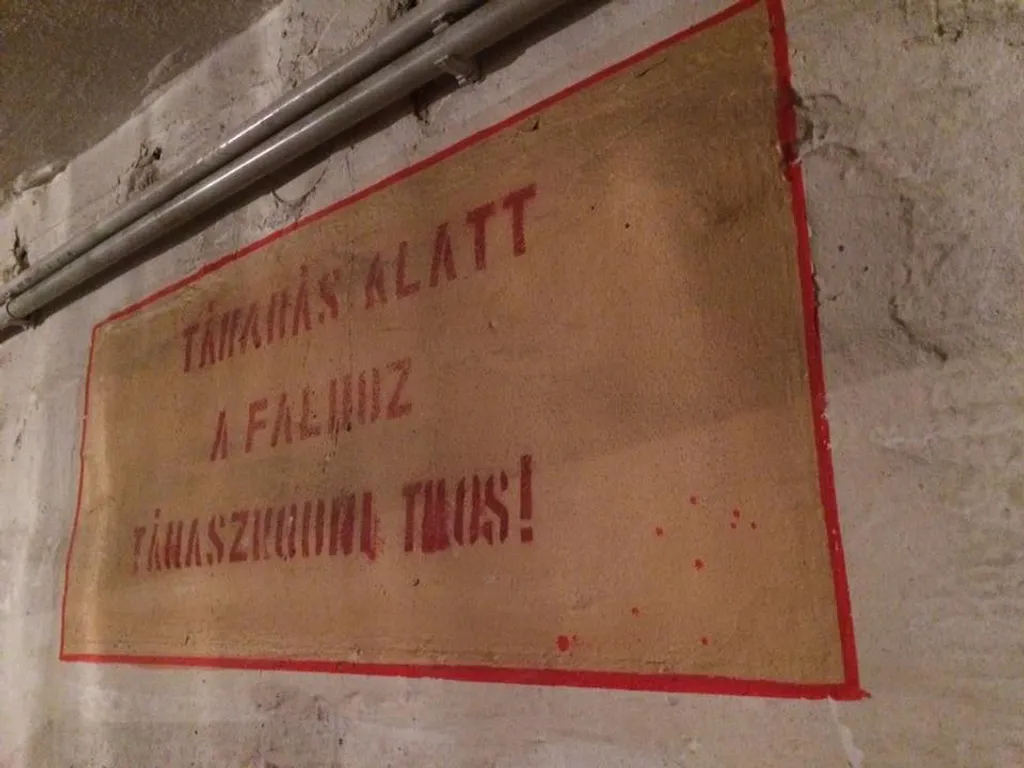 TÁMADÁS ALATT
A FALHOZ
TÁMASZKODNI TILOS!